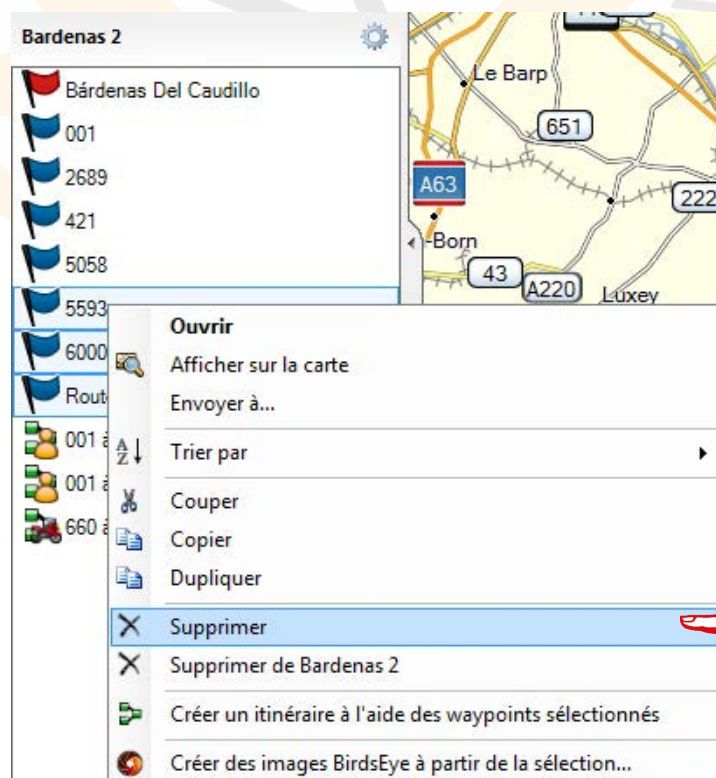 Bardenas 2
Bárdenas Del Caudillo
001
2689
421
5058
5593
6000
Rout
001 à
001 à
660 à
Ouvrir
Afficher sur la carte
Envoyer à...
Trier par
Couper
Copier
Dupliquer
Supprimer
Supprimer de Bardenas 2
Créer un itinéraire à l'aide des waypoints sélectionnés
Créer des images BirdsEye à partir de la sélection...
Le Barp
651
A63
222
-Born
43
A220
Luxey